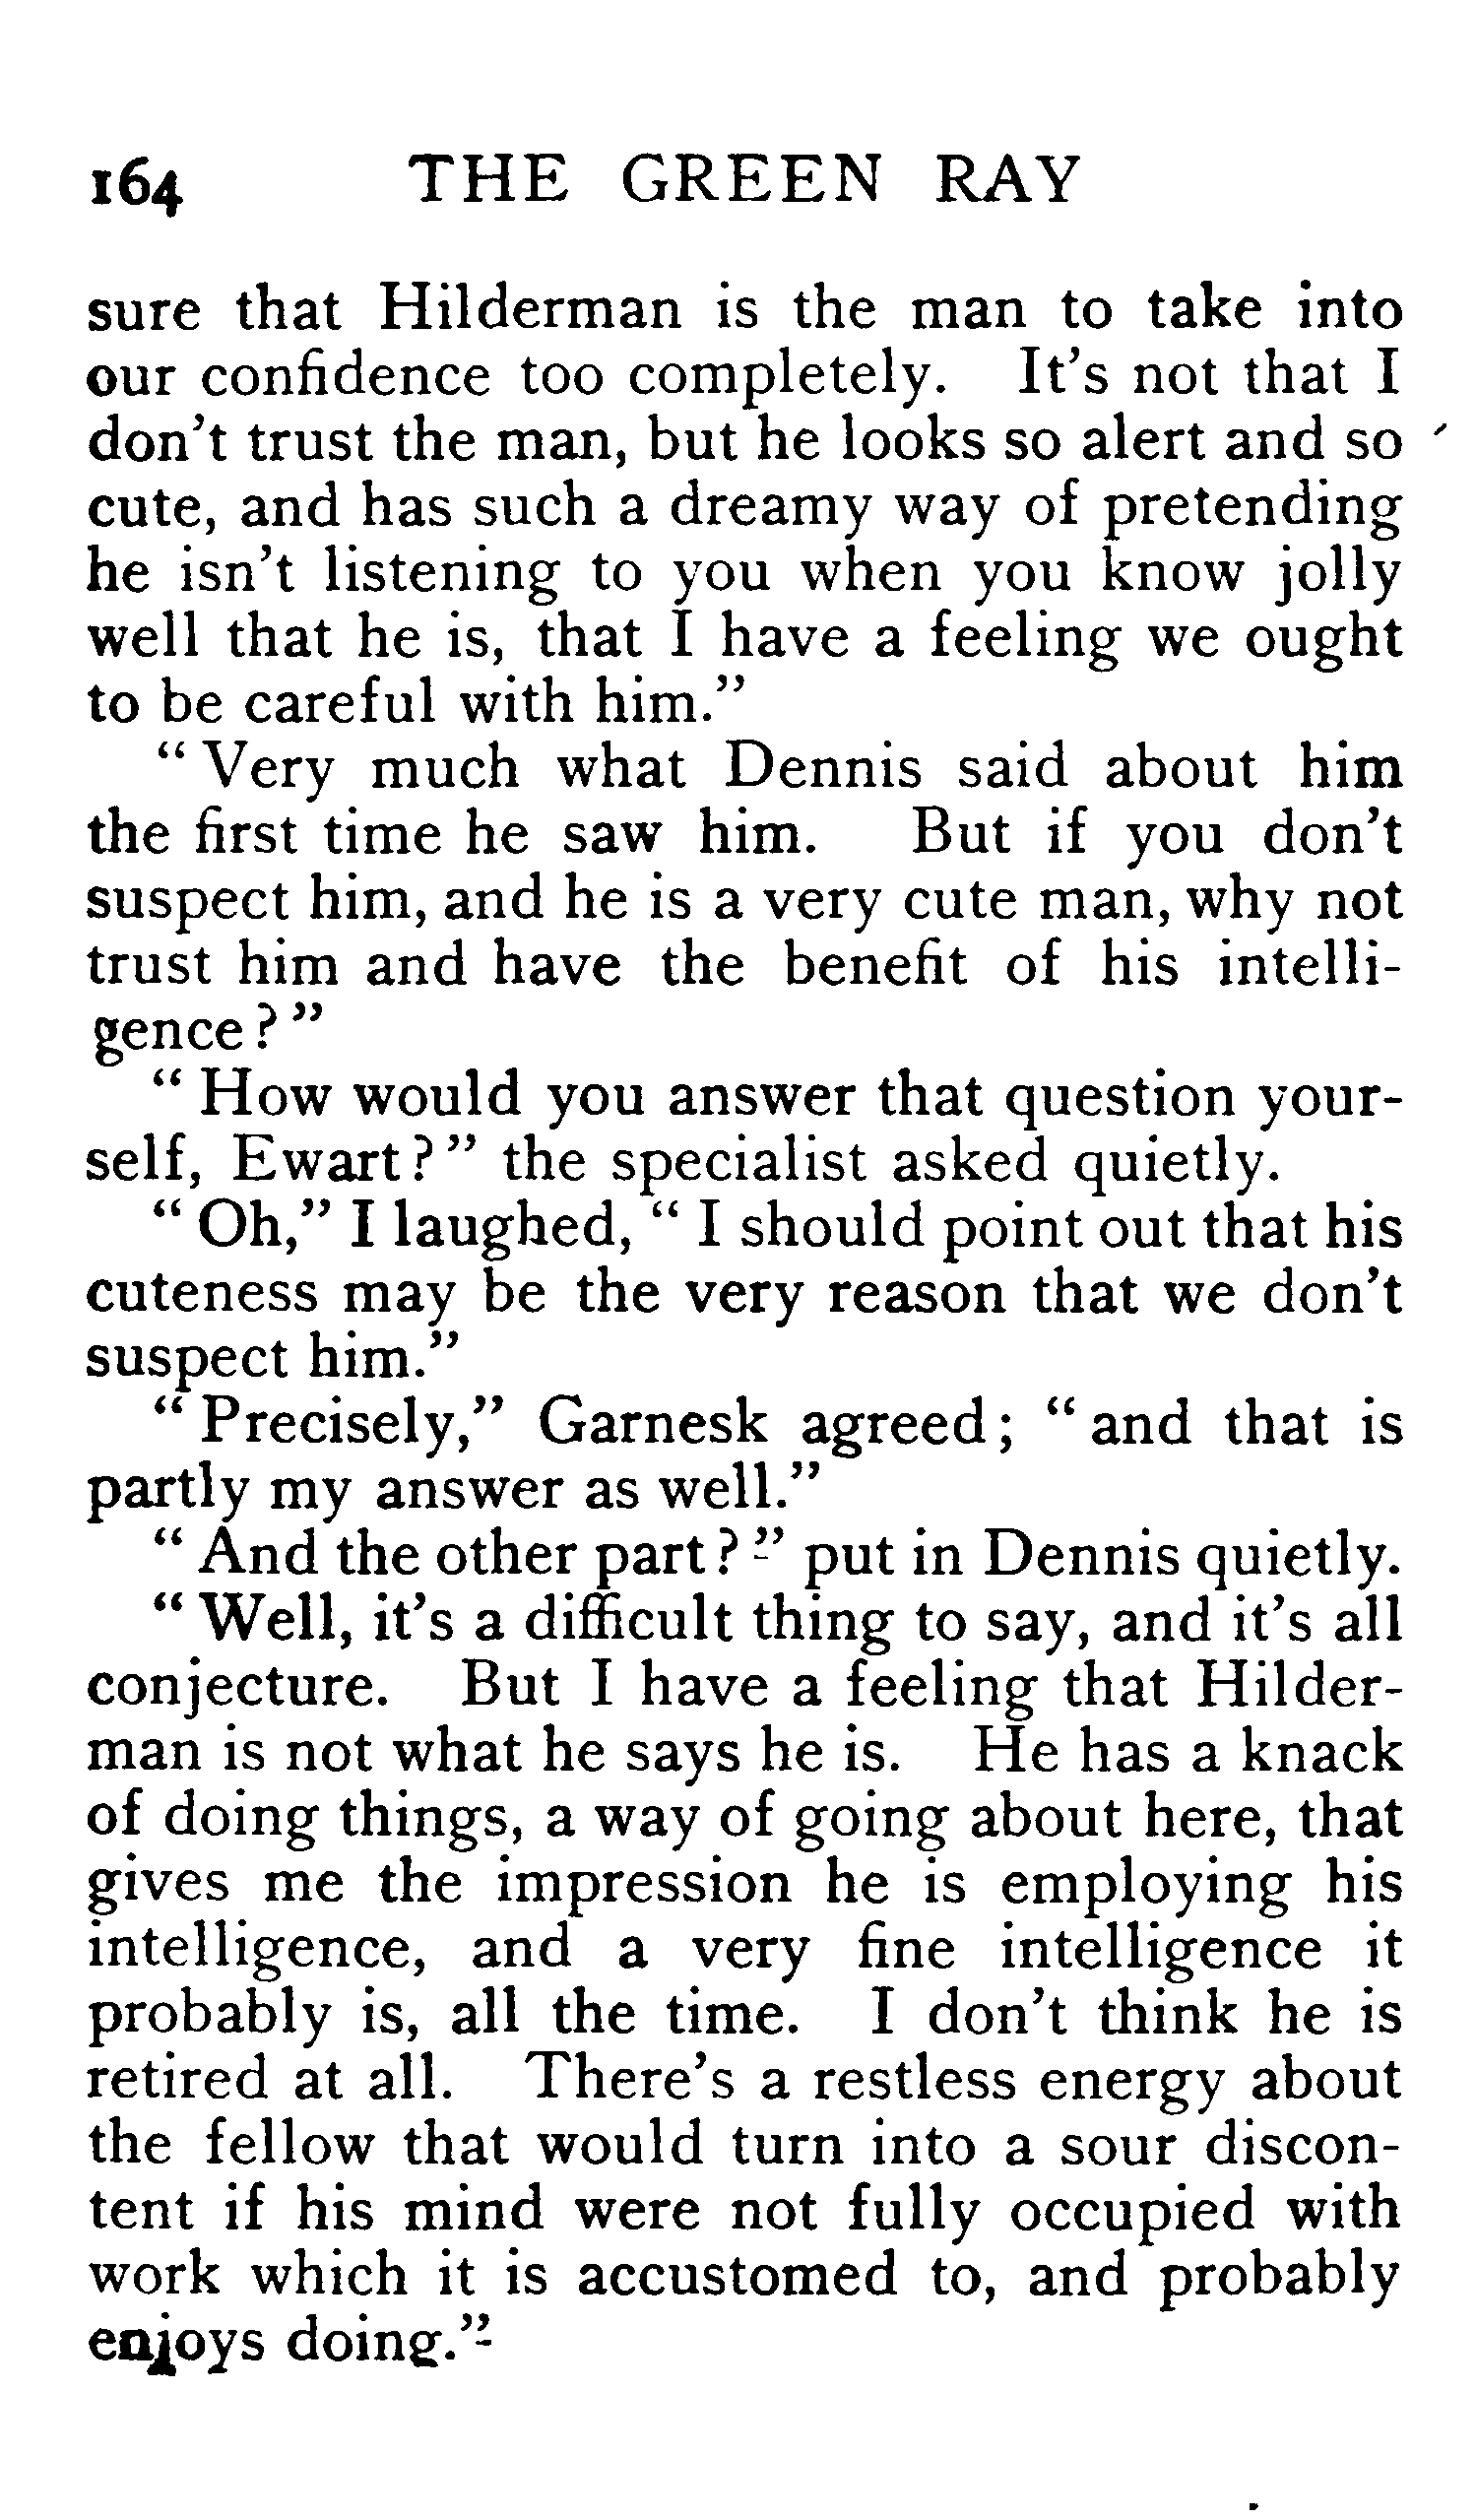 164 THE GREEN RAY
sure that Hilderman is the man to take into
our confidence too completely. It's not that I
don't trust the man, but he looks so alert and so
cute, and has such a dreamy way of pretending
he isn't listening to you when you know jolly
well that he is, that I have a feeling we ought
to be careful with him."
"Very much what Dennis said about him
the first time he saw him. But if you don't
suspect him, and he is a very cute man, why not
trust him and have the benefit of his intelli-
gence?"
"How would you answer that question your-
self, Ewart?" the specialist asked quietly.
"Oh," I laughed, "I should point out that his
cuteness may be the very reason that we don't
suspect him."
"Precisely," Garnesk agreed; "and that is
partly my answer as well."
"And the other part?" put in Dennis quietly.
"Well, it's a difficult thing to say, and it's all
conjecture. But I have a feeling that Hilder-
man is not what he says he is. He has a knack
of doing things, a way of going about here, that
gives me the impression he is employing his
intelligence, and a very fine intelligence it
probably is, all the time. I don't think he is
retired at all. There's a restless energy about
the fellow that would turn into a sour discon-
tent if his mind were not fully occupied with
work which it is accustomed to, and probably
enjoys doing."